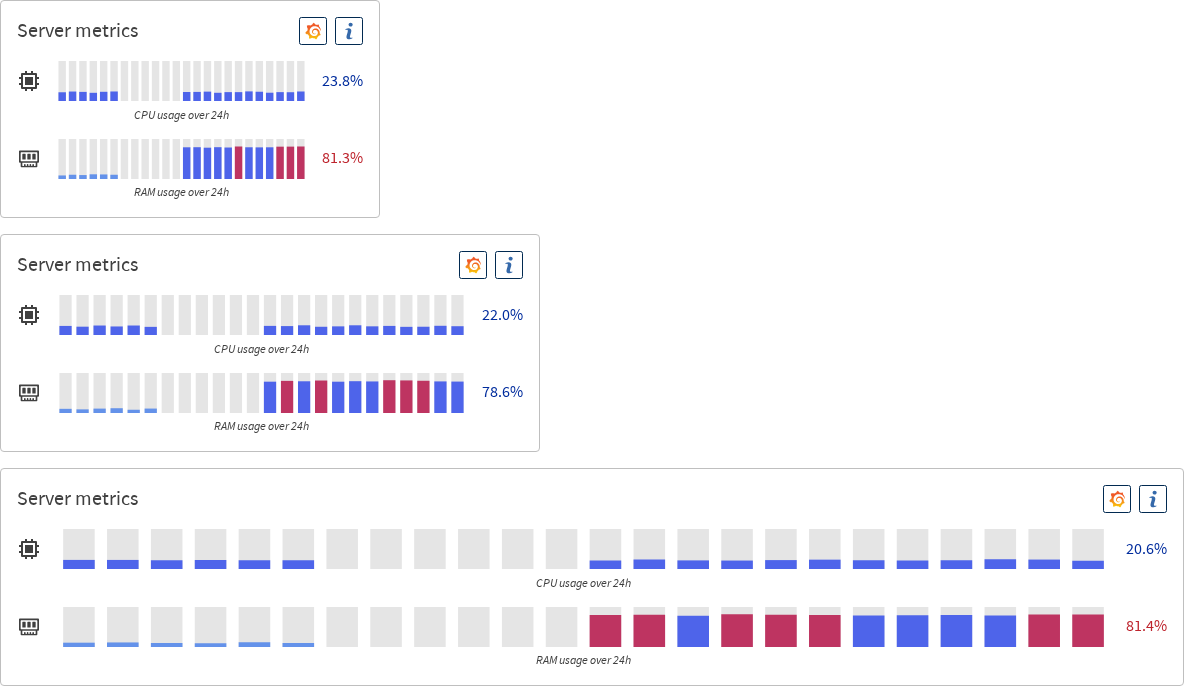 Server metrics
i
23.8%
CPU usage over 24h
81.3%
RAM usage over 24h
Server metrics
i
22.0%
CPU usage over 24h
78.6%
RAM usage over 24h
Server metrics
i
20.6%
CPU usage over 24h
81.4%
RAM usage over 24h